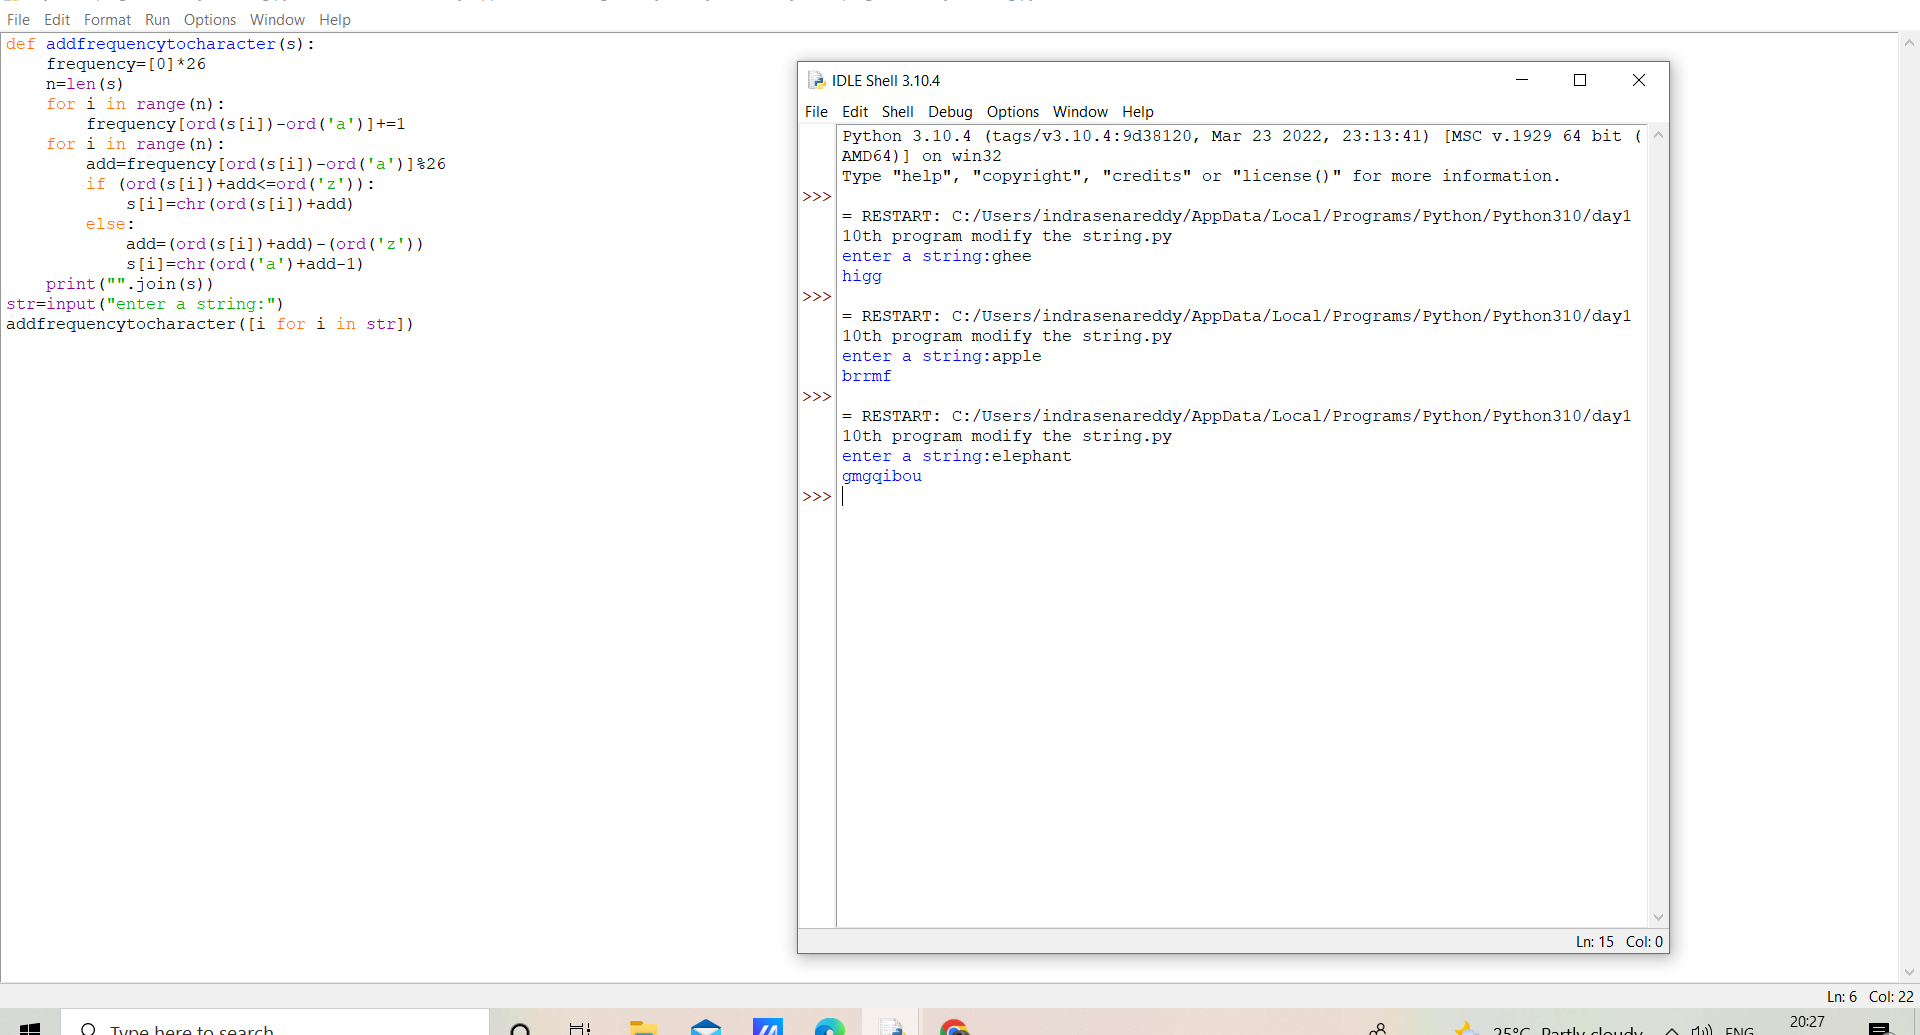 File Edit Format Run Options Window Help
def addfrequencytocharacter(s):
    frequency=[0]*26
    n=len(s)
    for i in range(n):
        frequency[ord(s[i])-ord('a')]+=1
    for i in range(n):
        add=frequency[ord(s[i])-ord('a')]%26
        if (ord(s[i])+add<=ord('z')):
            s[i]=chr(ord(s[i])+add)
        else:
            add=(ord(s[i])+add)-(ord('z'))
            s[i]=chr(ord('a')+add-1)
    print("".join(s))
str=input("enter a string:")
addfrequencytocharacter([i for i in str])
IDLE Shell 3.10.4
File Edit Shell Debug Options Window Help
Python 3.10.4 (tags/v3.10.4:9d38120, Mar 23 2022, 23:13:41) [MSC v.1929 64 bit (
AMD64)] on win32
Type "help", "copyright", "credits" or "license()" for more information.
>>>
= RESTART: C:/Users/indrasenareddy/AppData/Local/Programs/Python/Python310/day1
10th program modify the string.py
enter a string:ghee
higg
>>>
= RESTART: C:/Users/indrasenareddy/AppData/Local/Programs/Python/Python310/day1
10th program modify the string.py
enter a string:apple
brrmf
>>>
= RESTART: C:/Users/indrasenareddy/AppData/Local/Programs/Python/Python310/day1
10th program modify the string.py
enter a string:elephant
gmgqibou
>>>
Ln: 15 Col: 0
Ln: 6 Col: 22
Type here to search
25°C Partly cloudy
ENG
20:27